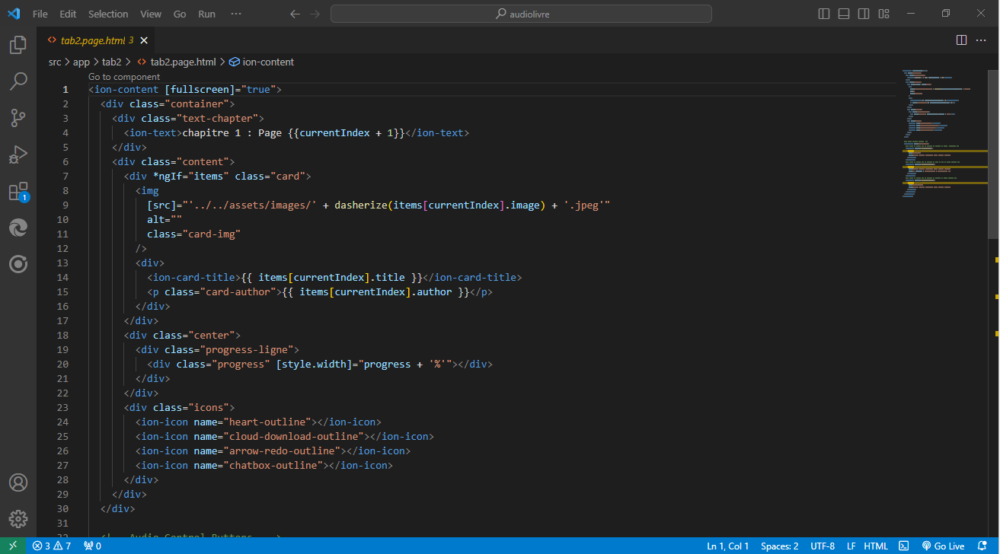 File Edit Selection View Go Run ··· audiolivre
tab2.page.html 3
src > app > tab2 > tab2.page.html > ion-content
Go to component
1 <ion-content [fullscreen]="true">
2 <div class="container">
3 <div class="text-chapter">
4 <ion-text>chapitre 1 : Page {{currentIndex + 1}}</ion-text>
5 </div>
6 <div class="content">
7 <div *ngIf="items" class="card">
8 <img
9 [src]="'../../assets/images/' + dasherize(items[currentIndex].image) + '.jpeg'"
10 alt=""
11 class="card-img"
12 />
13 <div>
14 <ion-card-title>{{ items[currentIndex].title }}</ion-card-title>
15 <p class="card-author">{{ items[currentIndex].author }}</p>
16 </div>
17 </div>
18 <div class="center">
19 <div class="progress-ligne">
20 <div class="progress" [style.width]="progress + '%'"></div>
21 </div>
22 </div>
23 <div class="icons">
24 <ion-icon name="heart-outline"></ion-icon>
25 <ion-icon name="cloud-download-outline"></ion-icon>
26 <ion-icon name="arrow-redo-outline"></ion-icon>
27 <ion-icon name="chatbox-outline"></ion-icon>
28 </div>
29 </div>
30 </div>
31
32 <!-- Audio Control Buttons -->
1
3 7 0 Ln 1, Col 1 Spaces: 2 UTF-8 LF HTML Go Live